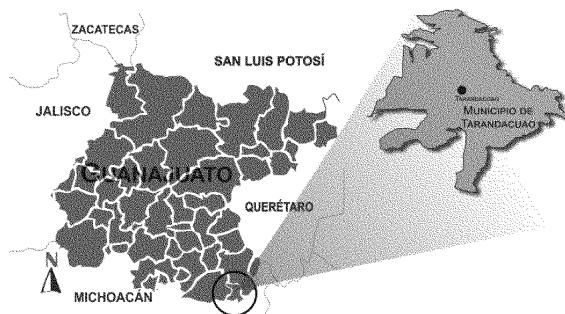 ZACATECAS
SAN LUIS POTOSÍ
JALISCO
TARANDACUAO
MUNICIPIO DE
TARANDACUAO
GUANAJUATO
QUERÉTARO
N
MICHOACÁN